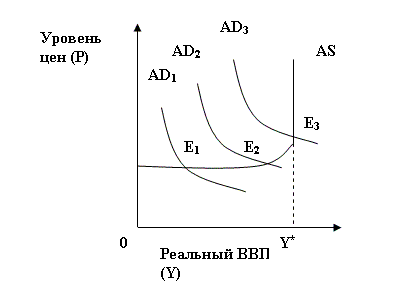 Уровень
цен (P)
AD1
AD2
AD3
AS
E1
E2
E3
0
Y*
Реальный ВВП
(Y)